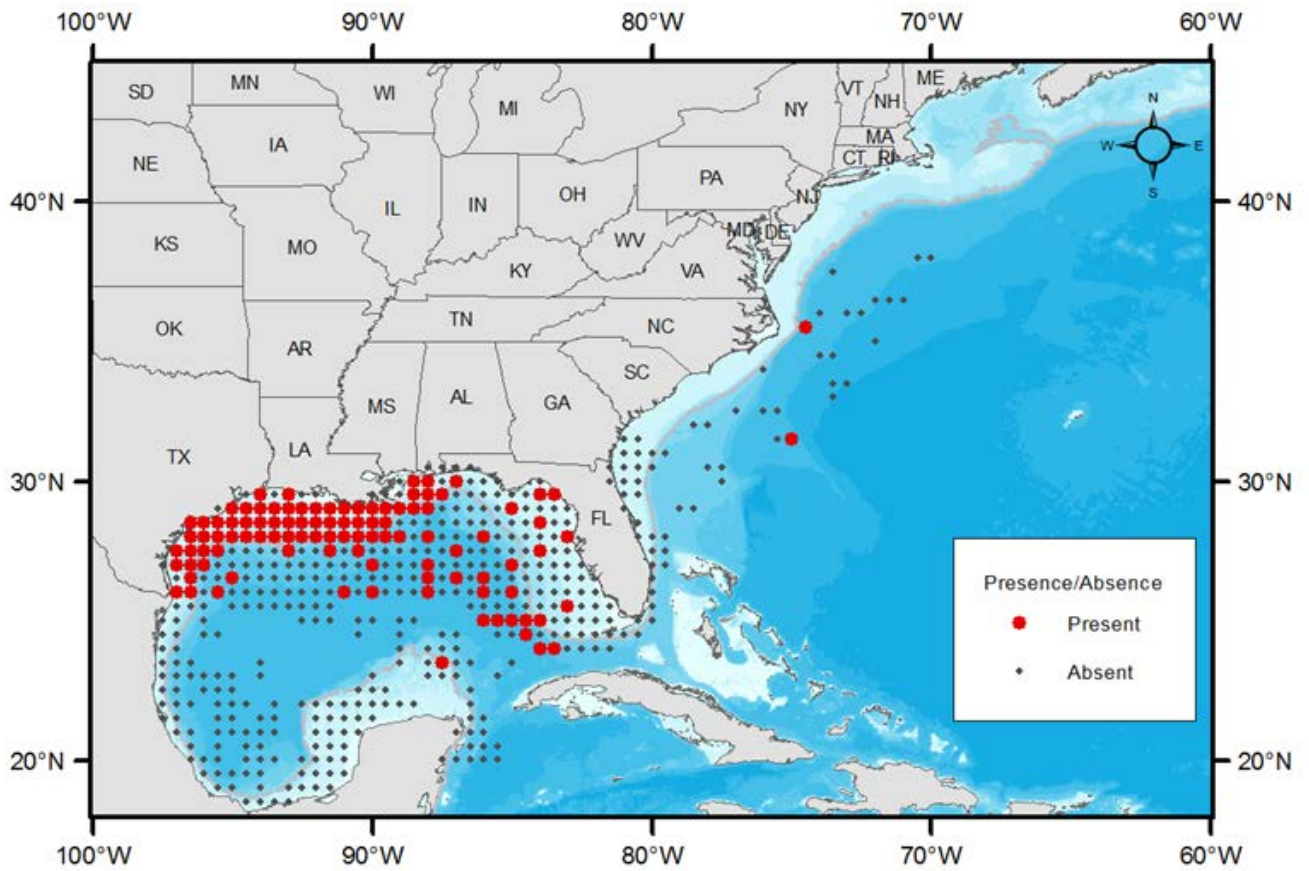 100°W 90°W 80°W 70°W 60°W
SD MN WI MI NY VT NH ME
N
W E
S
IA MA
NE CT RI
PA
40°N IL IN OH NJ 40°N
KS MO WV MD DE
KY VA
OK TN NC
AR
SC
MS AL GA
TX LA
30°N 30°N
FL
Presence/Absence
Present
Absent
20°N 20°N
100°W 90°W 80°W 70°W 60°W